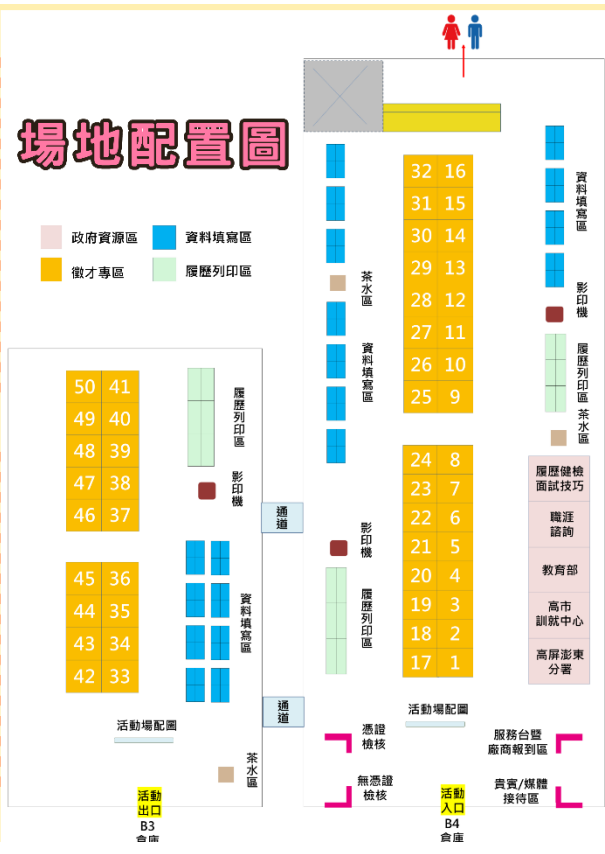 場地配置圖
政府資源區
資料填寫區
徵才專區
履歷列印區
32 16
31 15
30 14
29 13
28 12
27 11
26 10
25 9
24 8
23 7
22 6
21 5
20 4
19 3
18 2
17 1
資料填寫區
影印機
履歷列印區
茶水區
茶水區
資料填寫區
影印機
履歷列印區
履歷健檢
面試技巧
職涯
諮詢
教育部
高市
訓就中心
高屏澎東
分署
活動場配圖
憑證
檢核
服務台暨
廠商報到區
無憑證
檢核
貴賓/媒體
接待區
活動
入口
B4
倉庫
通道
通道
50 41
49 40
48 39
47 38
46 37
45 36
44 35
43 34
42 33
履歷列印區
影印機
資料填寫區
活動場配圖
茶水區
活動
出口
B3
倉庫